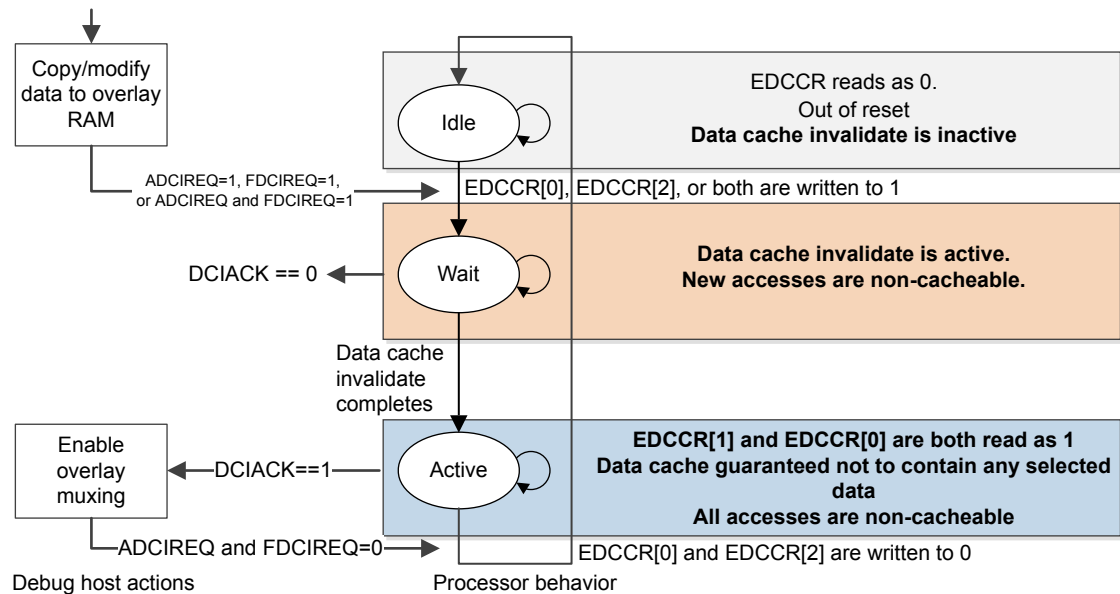 Copy/modify
data to overlay
RAM
Idle
EDCCR reads as 0.
Out of reset
Data cache invalidate is inactive
ADCIREQ=1, FDCIREQ=1,
or ADCIREQ and FDCIREQ=1
EDCCR[0], EDCCR[2], or both are written to 1
DCIACK == 0
Wait
Data cache invalidate is active.
New accesses are non-cacheable.
Data cache
invalidate
completes
Enable
overlay
muxing
DCIACK==1
Active
EDCCR[1] and EDCCR[0] are both read as 1
Data cache guaranteed not to contain any selected
data
All accesses are non-cacheable
ADCIREQ and FDCIREQ=0
EDCCR[0] and EDCCR[2] are written to 0
Debug host actions
Processor behavior